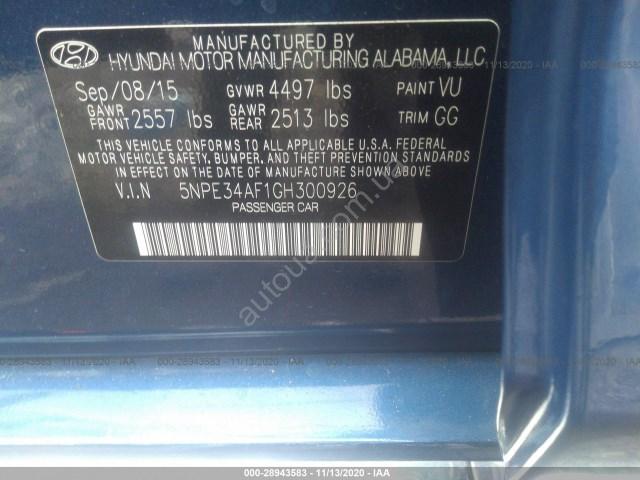 MANUFACTURED BY
HYUNDAI MOTOR MANUFACTURING ALABAMA, LLC
Sep/08/15 GVWR 4497 lbs PAINT VU
GAWR FRONT 2557 lbs GAWR REAR 2513 lbs TRIM GG
THIS VEHICLE CONFORMS TO ALL APPLICABLE U.S.A. FEDERAL
MOTOR VEHICLE SAFETY, BUMPER, AND THEFT PREVENTION STANDARDS
IN EFFECT ON THE DATE OF MANUFACTURE SHOWN ABOVE
V.I.N 5NPE34AF1GH300926
PASSENGER CAR
autoua.com.ua
000-28943583 - 11/13/2020 - IAA